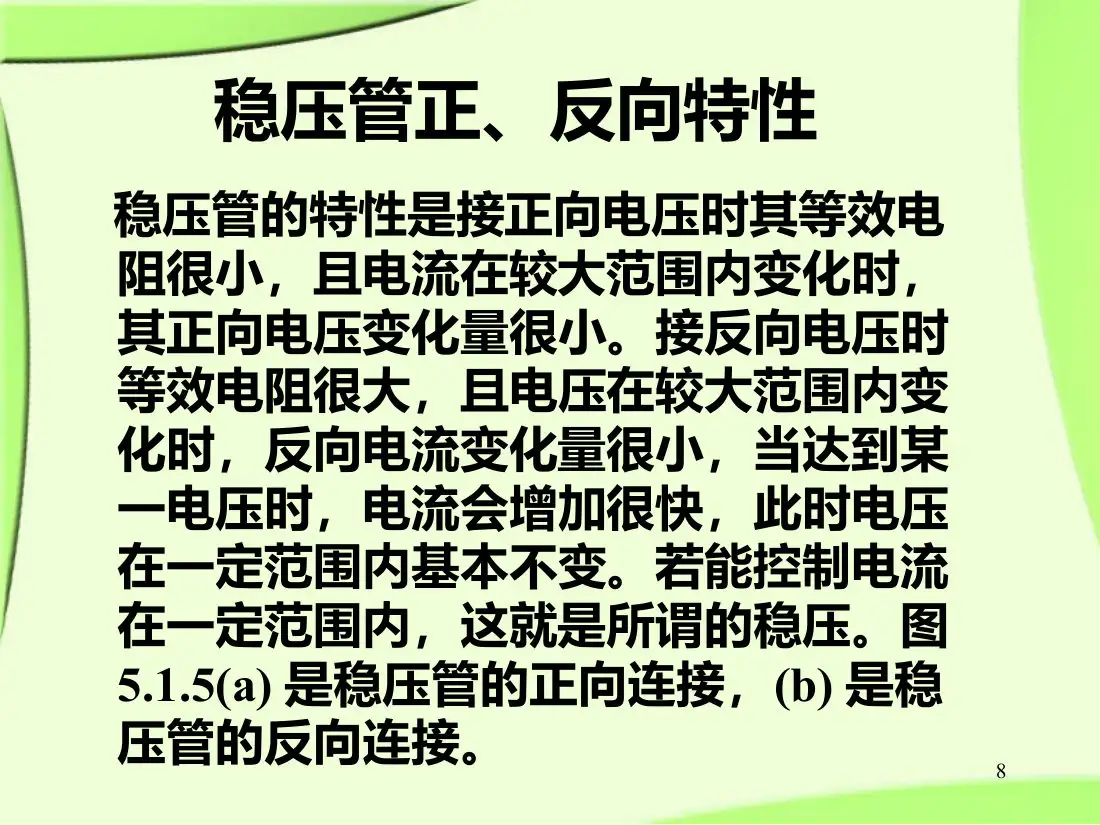 稳压管正、反向特性
稳压管的特性是接正向电压时其等效电
阻很小，且电流在较大范围内变化时，
其正向电压变化量很小。接反向电压时
等效电阻很大，且电压在较大范围内变
化时，反向电流变化量很小，当达到某
一电压时，电流会增加很快，此时电压
在一定范围内基本不变。若能控制电流
在一定范围内，这就是所谓的稳压。图
5.1.5(a) 是稳压管的正向连接，(b) 是稳
压管的反向连接。
8